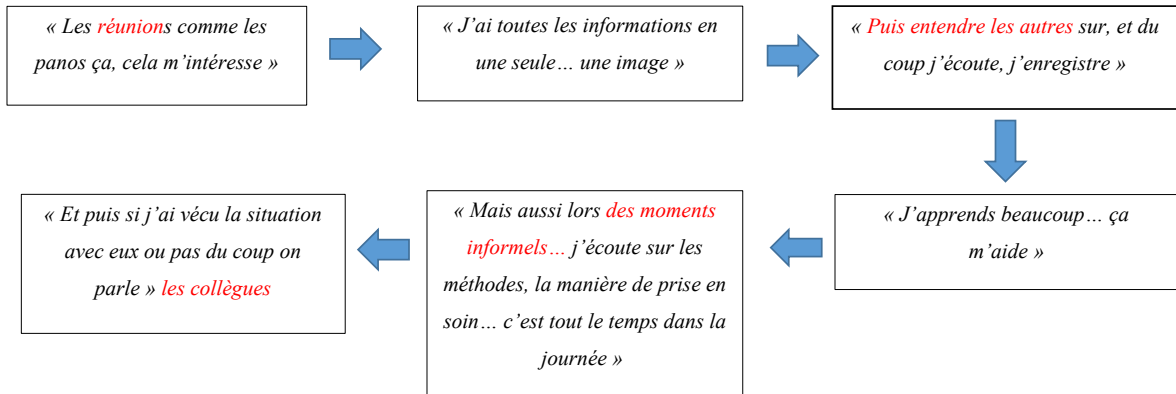 « Les réunions comme les
panos ça, cela m’intéresse »
« J’ai toutes les informations en
une seule… une image »
« Puis entendre les autres sur, et du
coup j’écoute, j’enregistre »
« J’apprends beaucoup… ça
m’aide »
« Mais aussi lors des moments
informels… j’écoute sur les
méthodes, la manière de prise en
soin… c’est tout le temps dans la
journée »
« Et puis si j’ai vécu la situation
avec eux ou pas du coup on
parle » les collègues